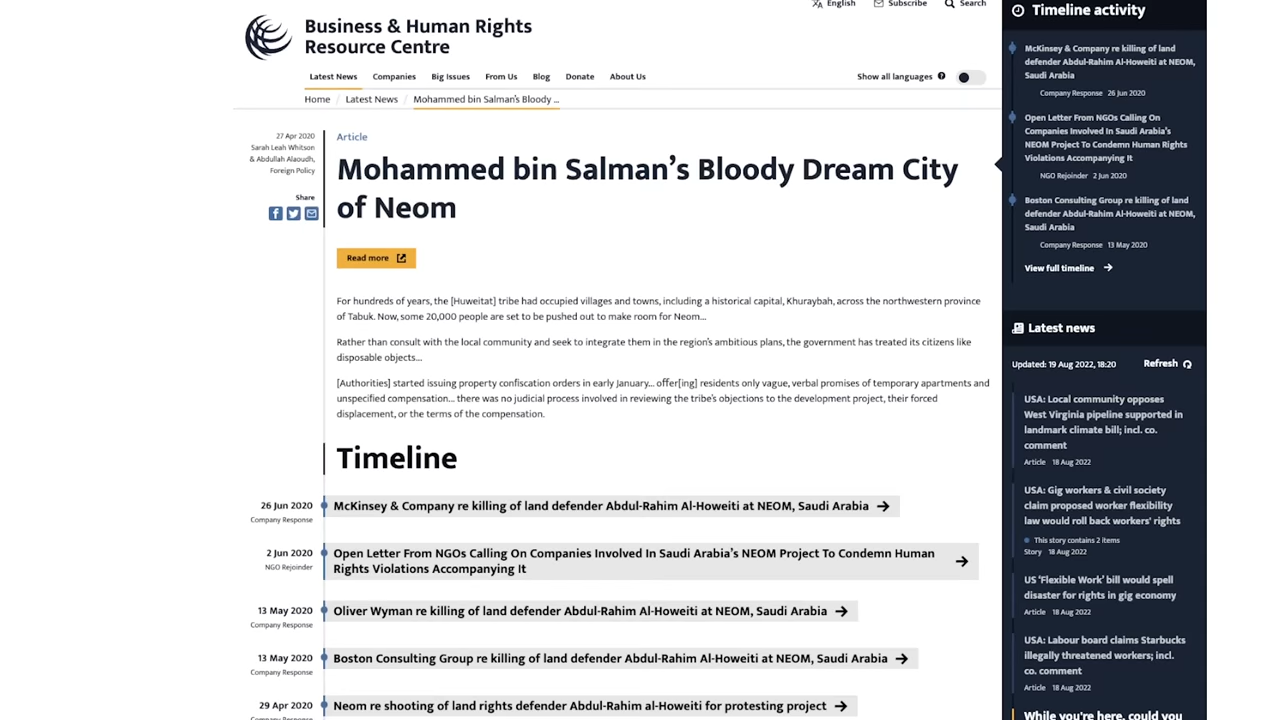 English
Subscribe
Search
Business & Human Rights
Resource Centre
Latest News
Companies
Big Issues
From Us
Blog
Donate
About Us
Show all languages
Home / Latest News / Mohammed bin Salman's Bloody ...
27 Apr 2020
Sarah Leah Whitson
& Abdullah Alaoudh,
Foreign Policy
Share
Article
Mohammed bin Salman's Bloody Dream City
of Neom
Read more
For hundreds of years, the [Huweitat] tribe had occupied villages and towns, including a historical capital, Khuraybah, across the northwestern province
of Tabuk. Now, some 20,000 people are set to be pushed out to make room for Neom...
Rather than consult with the local community and seek to integrate them in the region's ambitious plans, the government has treated its citizens like
disposable objects...
[Authorities] started issuing property confiscation orders in early January... offer[ing] residents only vague, verbal promises of temporary apartments and
unspecified compensation... there was no judicial process involved in reviewing the tribe's objections to the development project, their forced
displacement, or the terms of the compensation.
Timeline
26 Jun 2020
Company Response
McKinsey & Company re killing of land defender Abdul-Rahim Al-Howeiti at NEOM, Saudi Arabia
2 Jun 2020
NGO Rejoinder
Open Letter From NGOs Calling On Companies Involved In Saudi Arabia's NEOM Project To Condemn Human
Rights Violations Accompanying It
13 May 2020
Company Response
Oliver Wyman re killing of land defender Abdul-Rahim Al-Howeiti at NEOM, Saudi Arabia
13 May 2020
Company Response
Boston Consulting Group re killing of land defender Abdul-Rahim Al-Howeiti at NEOM, Saudi Arabia
29 Apr 2020
Company Response
Neom re shooting of land rights defender Abdul-Rahim al-Howeiti for protesting project
Timeline activity
McKinsey & Company re killing of land
defender Abdul-Rahim Al-Howeiti at NEOM,
Saudi Arabia
Company Response 26 Jun 2020
Open Letter From NGOs Calling On
Companies Involved In Saudi Arabia's
NEOM Project To Condemn Human Rights
Violations Accompanying It
NGO Rejoinder 2 Jun 2020
Boston Consulting Group re killing of land
defender Abdul-Rahim Al-Howeiti at NEOM,
Saudi Arabia
Company Response 13 May 2020
View full timeline
Latest news
Updated: 19 Aug 2022, 18:20
Refresh
USA: Local community opposes
West Virginia pipeline supported in
landmark climate bill; incl. co.
comment
Article 18 Aug 2022
USA: Gig workers & civil society
claim proposed worker flexibility
law would roll back workers' rights
This story contains 2 items
Story 18 Aug 2022
US 'Flexible Work' bill would spell
disaster for rights in gig economy
Article 18 Aug 2022
USA: Labour board claims Starbucks
illegally threatened workers; incl.
co. comment
Article 18 Aug 2022
While you're here, could you